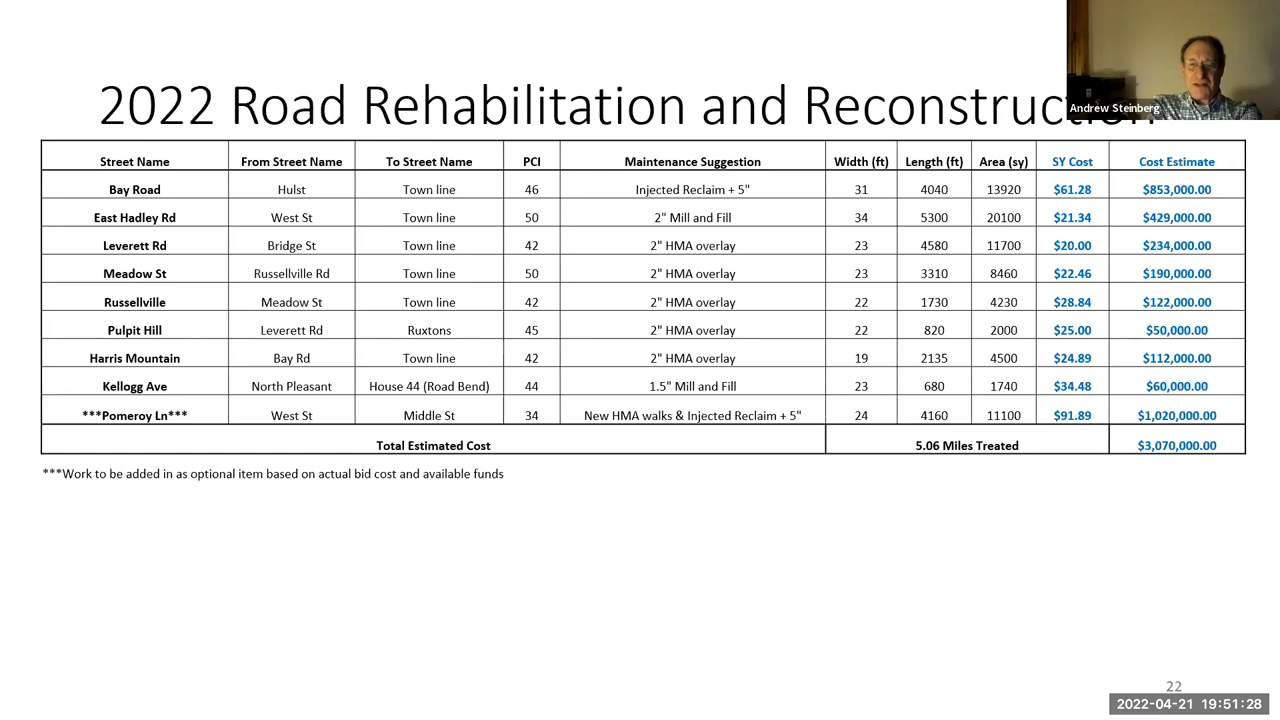 2022 Road Rehabilitation and Reconstruction
Andrew Steinberg
Street Name From Street Name To Street Name PCI Maintenance Suggestion Width (ft) Length (ft) Area (sy) SY Cost Cost Estimate
Bay Road Hulst Town line 46 Injected Reclaim + 5" 31 4040 13920 $61.28 $853,000.00
East Hadley Rd West St Town line 50 2" Mill and Fill 34 5300 20100 $21.34 $429,000.00
Leverett Rd Bridge St Town line 42 2" HMA overlay 23 4580 11700 $20.00 $234,000.00
Meadow St Russellville Rd Town line 50 2" HMA overlay 23 3310 8460 $22.46 $190,000.00
Russellville Meadow St Town line 42 2" HMA overlay 22 1730 4230 $28.84 $122,000.00
Pulpit Hill Leverett Rd Ruxtons 45 2" HMA overlay 22 820 2000 $25.00 $50,000.00
Harris Mountain Bay Rd Town line 42 2" HMA overlay 19 2135 4500 $24.89 $112,000.00
Kellogg Ave North Pleasant House 44 (Road Bend) 44 1.5" Mill and Fill 23 680 1740 $34.48 $60,000.00
***Pomeroy Ln*** West St Middle St 34 New HMA walks & Injected Reclaim + 5" 24 4160 11100 $91.89 $1,020,000.00
Total Estimated Cost 5.06 Miles Treated $3,070,000.00
***Work to be added in as optional item based on actual bid cost and available funds
22
2022-04-21 19:51:28